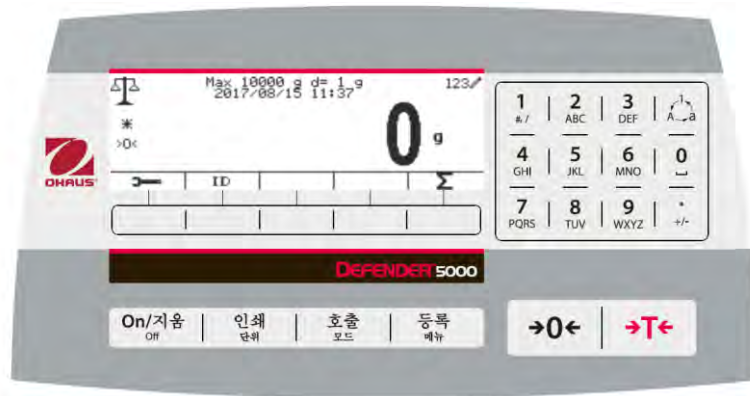 Max 10000 g d= 1 g
2017/08/15 11:37
123
>0<
0 g
ID
Σ
OHAUS®
DEFENDER® 5000
1 2 3 1
#./ ABC DEF A a
4 5 6 0
GHI JKL MNO
7 8 9 .
PQRS TUV WXYZ +/-
On/지움 인쇄 호출 등록
Off 단위 모드 메뉴
→0← →T←